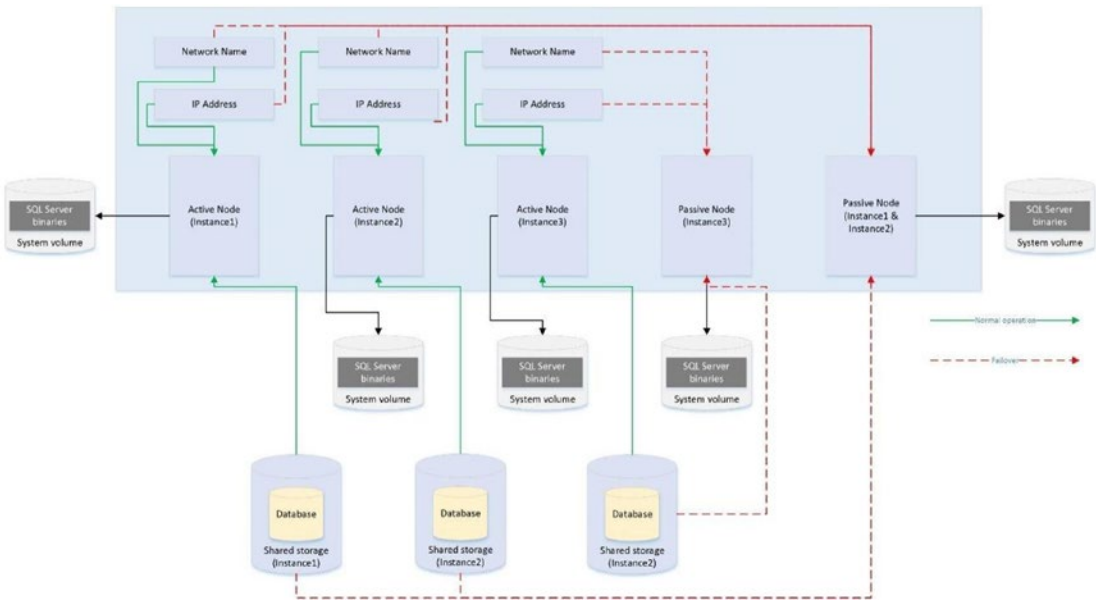 Network Name
Network Name
Network Name
IP Address
IP Address
IP Address
Active Node
(Instance1)
Active Node
(Instance2)
Active Node
(Instance3)
Passive Node
(Instance3)
Passive Node
(Instance1 &
Instance2)
SQL Server
binaries
System volume
SQL Server
binaries
System volume
Normal operation
Failover
SQL Server
binaries
System volume
SQL Server
binaries
System volume
SQL Server
binaries
System volume
Database
Shared storage
(Instance1)
Database
Shared storage
(Instance2)
Database
Shared storage
(Instance2)